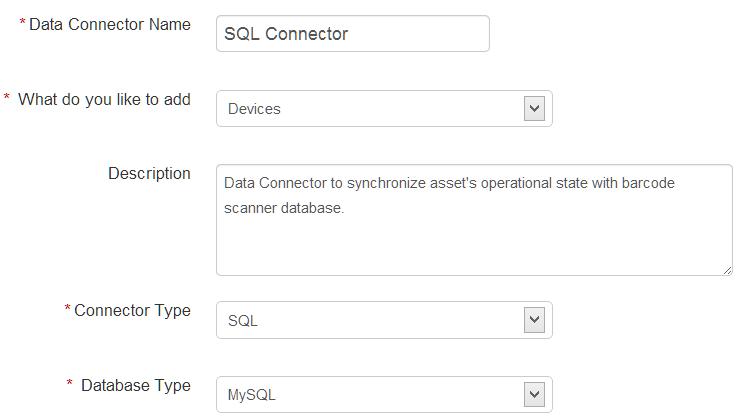 * Data Connector Name
SQL Connector
* What do you like to add
Devices
Description
Data Connector to synchronize asset's operational state with barcode
scanner database.
* Connector Type
SQL
* Database Type
MySQL